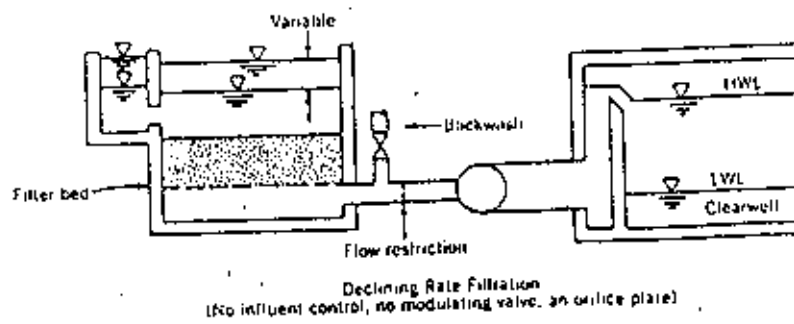 Variable
HWL
Backwash
Filter bed
LWL
Clearwell
Flow restriction
Declining Rate Filtration
(No influent control, no modulating valve, an orifice plate)